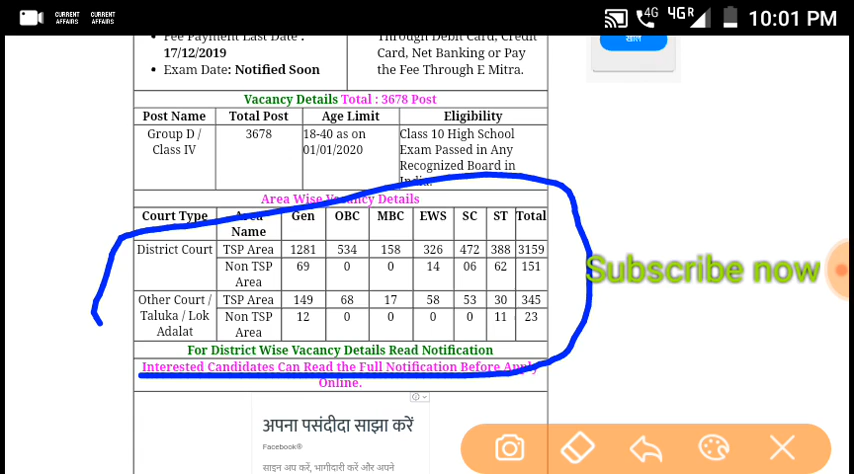 CURRENT AFFAIRS CURRENT AFFAIRS 4G 4G R 10:01 PM
• Fee Payment Last Date :
17/12/2019
• Exam Date: Notified Soon
Through Debit Card, Credit
Card, Net Banking or Pay
the Fee Through E Mitra.
Vacancy Details Total : 3678 Post
Post Name Total Post Age Limit Eligibility
Group D /
Class IV
3678
18-40 as on
01/01/2020
Class 10 High School
Exam Passed in Any
Recognized Board in
India.
Area Wise Vacancy Details
Court Type Area Name Gen OBC MBC EWS SC ST Total
District Court TSP Area 1281 534 158 326 472 388 3159
Non TSP Area 69 0 0 14 06 62 151
Other Court / Taluka / Lok Adalat TSP Area 149 68 17 58 53 30 345
Non TSP Area 12 0 0 0 0 11 23
For District Wise Vacancy Details Read Notification
Interested Candidates Can Read the Full Notification Before Apply
Online.
Subscribe now
अपना पसंदीदा साझा करें
Facebook®
साइन अप करें, भागीदारी करें और अपने